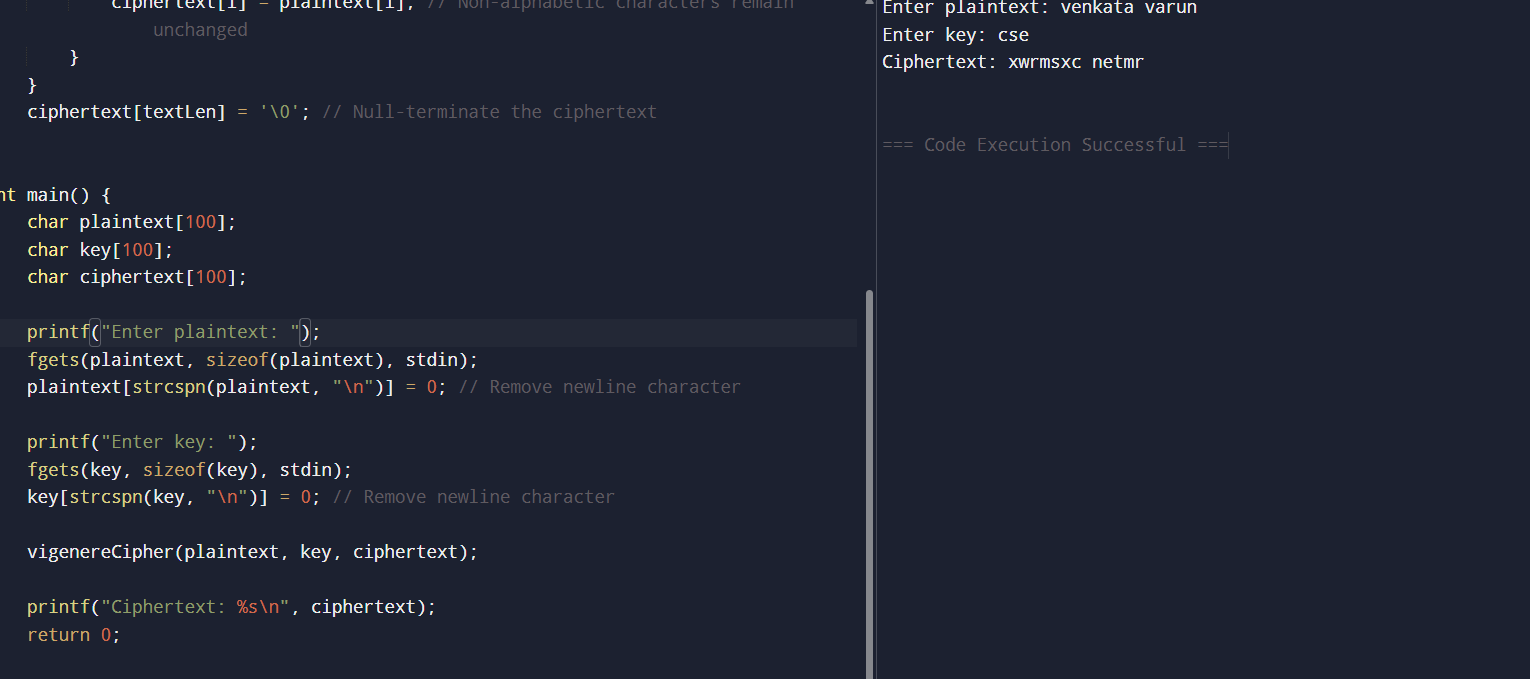 ciphertext[i] = plaintext[i]; // Non-alphabetic characters remain
unchanged
}
}
ciphertext[textLen] = '\0'; // Null-terminate the ciphertext
nt main() {
char plaintext[100];
char key[100];
char ciphertext[100];
printf("Enter plaintext: ");
fgets(plaintext, sizeof(plaintext), stdin);
plaintext[strcspn(plaintext, "\n")] = 0; // Remove newline character
printf("Enter key: ");
fgets(key, sizeof(key), stdin);
key[strcspn(key, "\n")] = 0; // Remove newline character
vigenereCipher(plaintext, key, ciphertext);
printf("Ciphertext: %s\n", ciphertext);
return 0;
Enter plaintext: venkata varun
Enter key: cse
Ciphertext: xwrmsxc netmr
=== Code Execution Successful ===